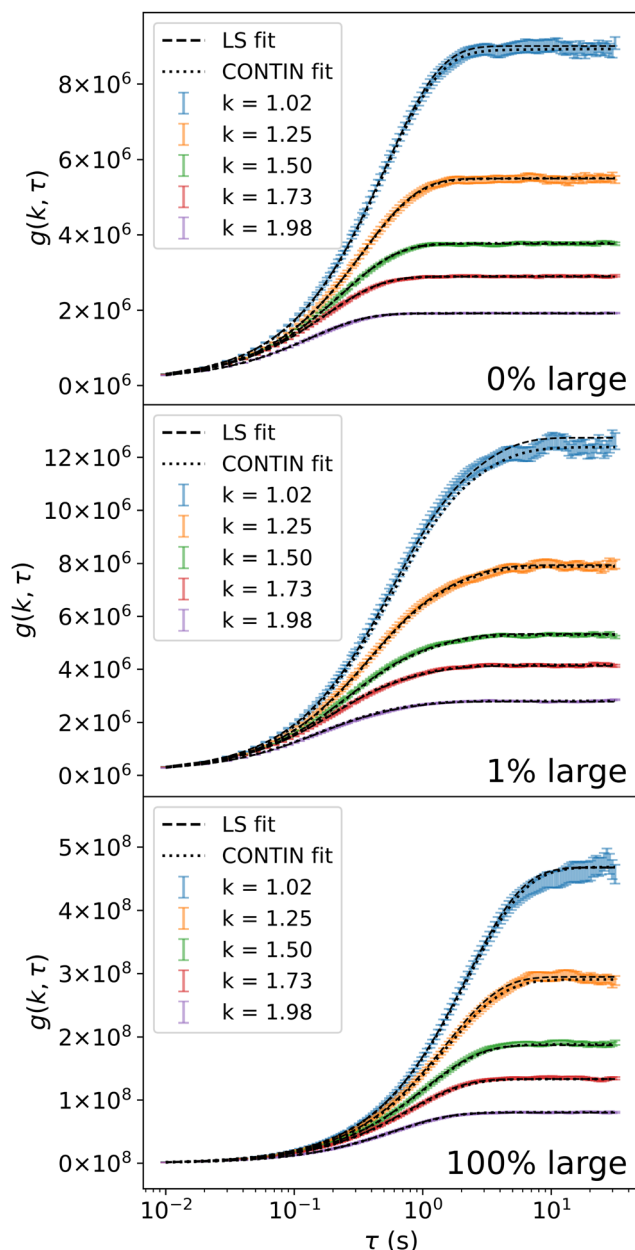 g(k, τ)
8×10⁶
6×10⁶
4×10⁶
2×10⁶
0×10⁶
LS fit
CONTIN fit
k = 1.02
k = 1.25
k = 1.50
k = 1.73
k = 1.98
0% large
g(k, τ)
12×10⁶
10×10⁶
8×10⁶
6×10⁶
4×10⁶
2×10⁶
0×10⁶
LS fit
CONTIN fit
k = 1.02
k = 1.25
k = 1.50
k = 1.73
k = 1.98
1% large
g(k, τ)
5×10⁸
4×10⁸
3×10⁸
2×10⁸
1×10⁸
0×10⁸
LS fit
CONTIN fit
k = 1.02
k = 1.25
k = 1.50
k = 1.73
k = 1.98
100% large
10⁻² 10⁻¹ 10⁰ 10¹
τ (s)